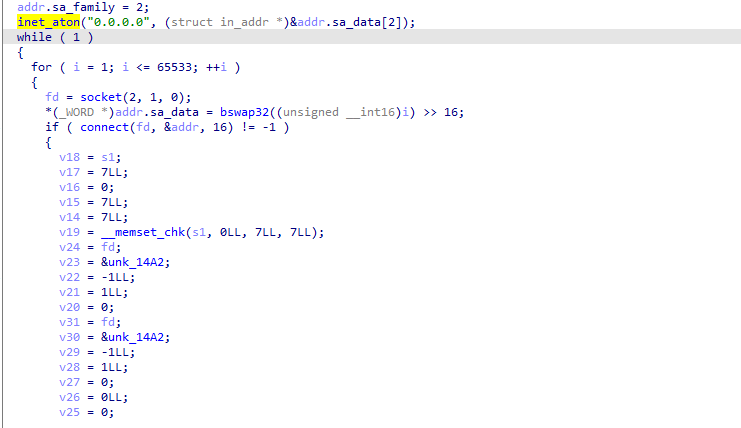 addr.sa_family = 2;
inet_aton("0.0.0.0", (struct in_addr *)&addr.sa_data[2]);
while ( 1 )
{
for ( i = 1; i <= 65533; ++i )
{
fd = socket(2, 1, 0);
*(_WORD *)addr.sa_data = bswap32((unsigned __int16)i) >> 16;
if ( connect(fd, &addr, 16) != -1 )
{
v18 = s1;
v17 = 7LL;
v16 = 0;
v15 = 7LL;
v14 = 7LL;
v19 = __memset_chk(s1, 0LL, 7LL, 7LL);
v24 = fd;
v23 = &unk_14A2;
v22 = -1LL;
v21 = 1LL;
v20 = 0;
v31 = fd;
v30 = &unk_14A2;
v29 = -1LL;
v28 = 1LL;
v27 = 0;
v26 = 0LL;
v25 = 0;